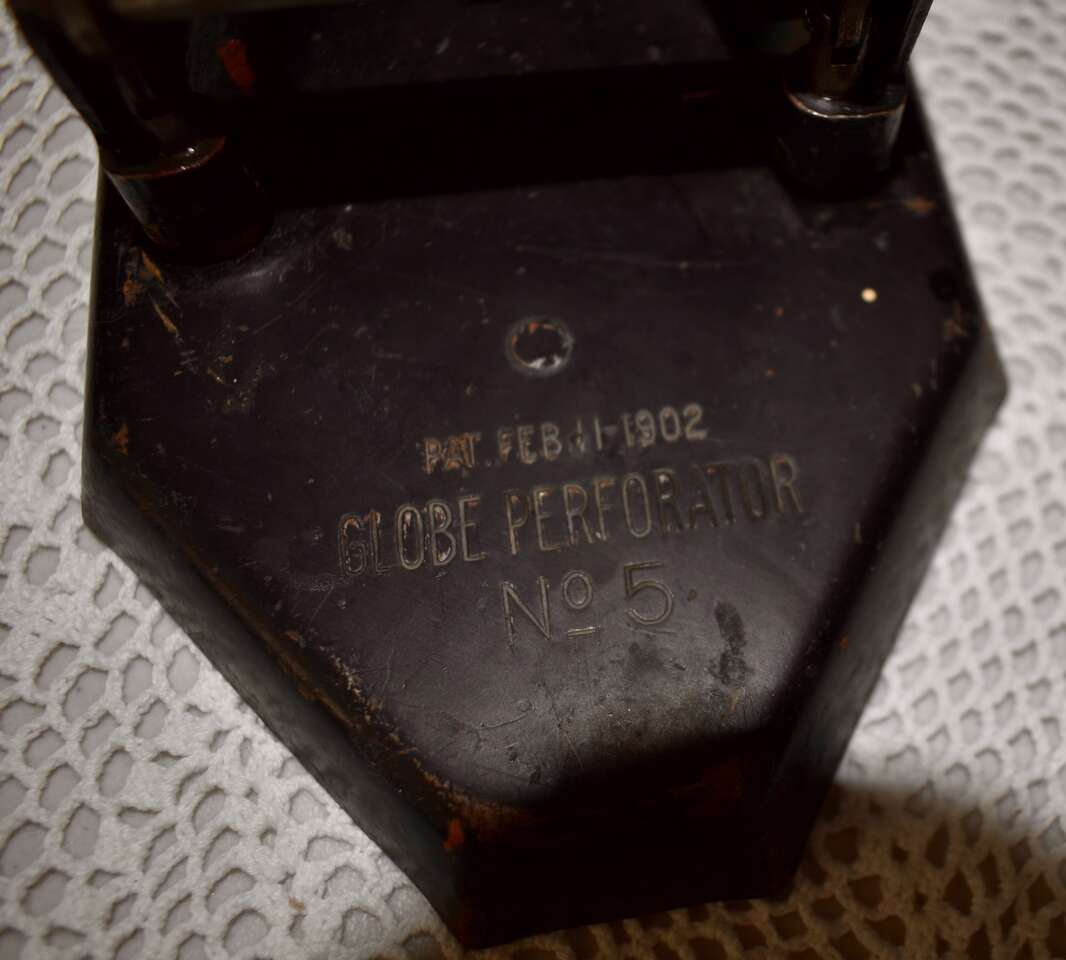 PAT. FEB. 11-1902
GLOBE PERFORATOR
No 5